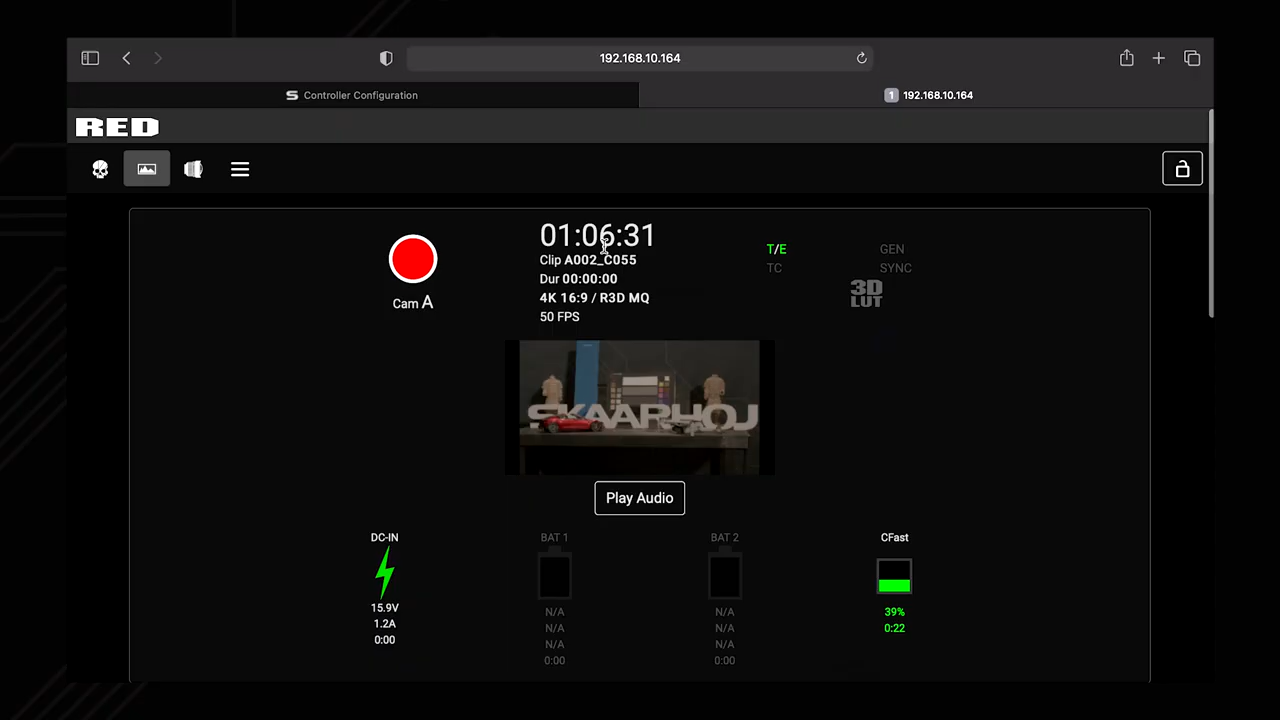 192.168.10.164
Controller Configuration
1 192.168.10.164
RED
Cam A
01:06:31
Clip A002_C055
Dur 00:00:00
4K 16:9 / R3D MQ
50 FPS
T/E
TC
GEN
SYNC
3D
LUT
SKAARHOJ
Play Audio
DC-IN
15.9V
1.2A
0:00
BAT 1
N/A
N/A
N/A
0:00
BAT 2
N/A
N/A
N/A
0:00
CFast
39%
0:22